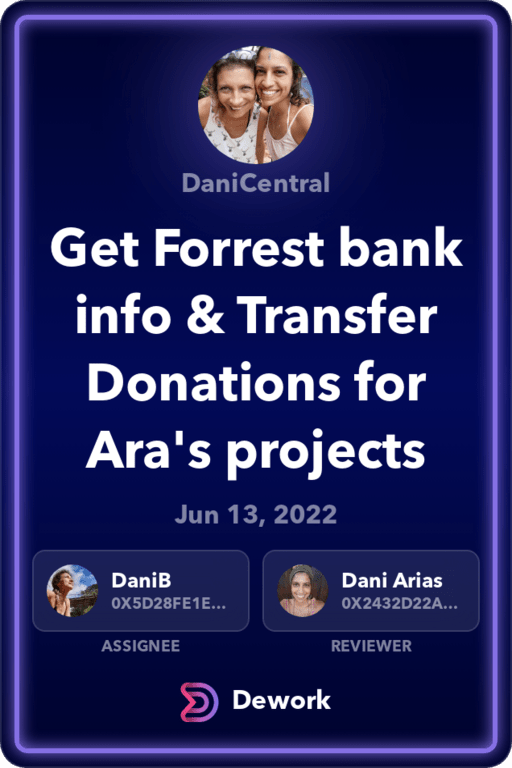 DaniCentral
Get Forrest bank
info & Transfer
Donations for
Ara's projects
Jun 13, 2022
DaniB
0X5D28FE1E...
ASSIGNEE
Dani Arias
0X2432D22A...
REVIEWER
Dework